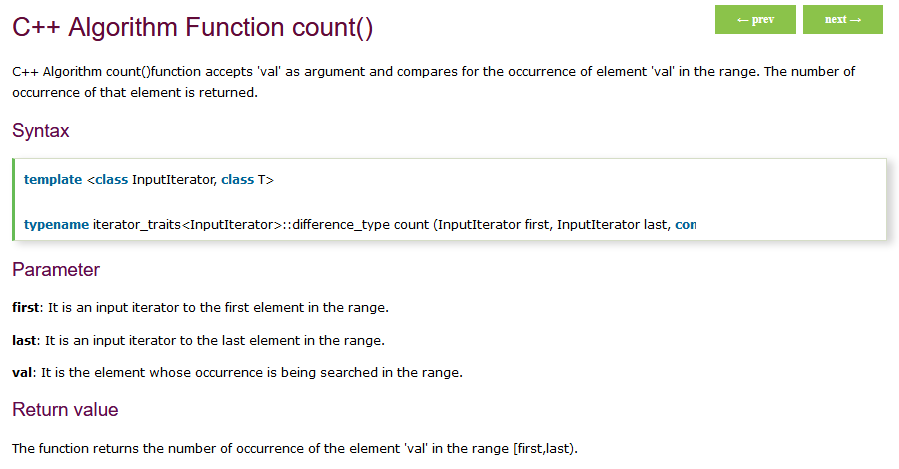 C++ Algorithm Function count()
← prev
next →
C++ Algorithm count()function accepts 'val' as argument and compares for the occurrence of element 'val' in the range. The number of
occurrence of that element is returned.
Syntax
template <class InputIterator, class T>
typename iterator_traits<InputIterator>::difference_type count (InputIterator first, InputIterator last, con
Parameter
first: It is an input iterator to the first element in the range.
last: It is an input iterator to the last element in the range.
val: It is the element whose occurrence is being searched in the range.
Return value
The function returns the number of occurrence of the element 'val' in the range [first,last).